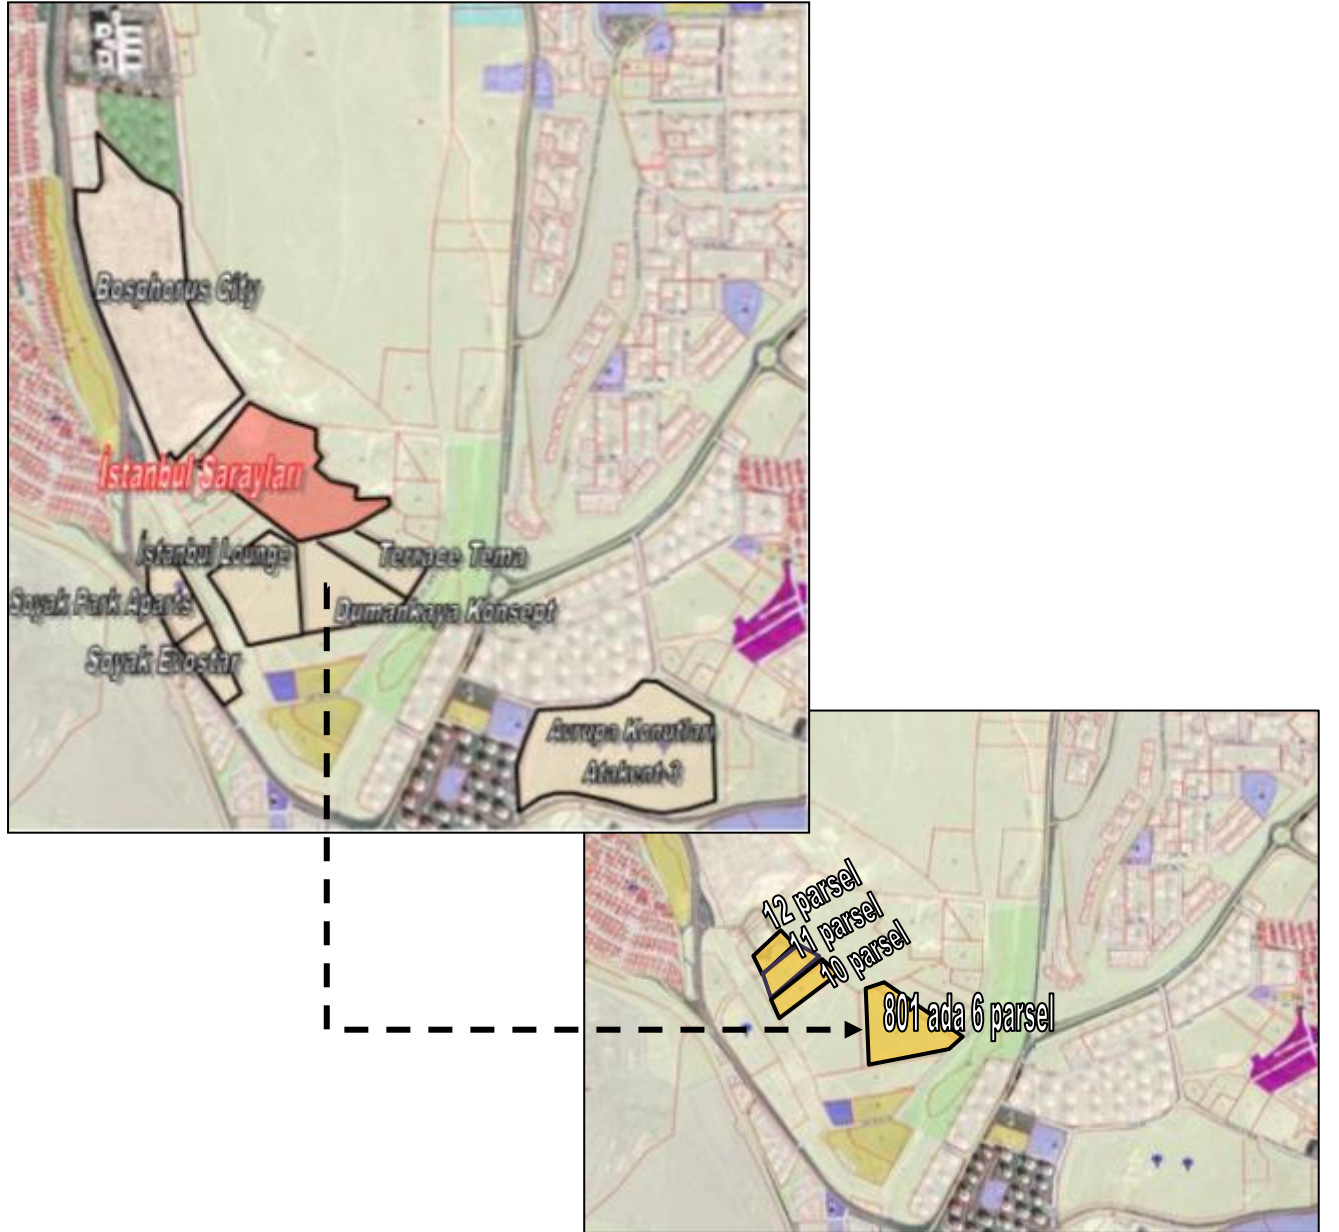 Bosphorus City
İstanbul Sarayları
İstanbul Lounge
Terrace Tema
Soyak Park Aparts
Dumankaya Konsept
Soyak Evostar
Avrupa Konutları
Atakent-3
12 parsel
11 parsel
10 parsel
801 ada 6 parsel